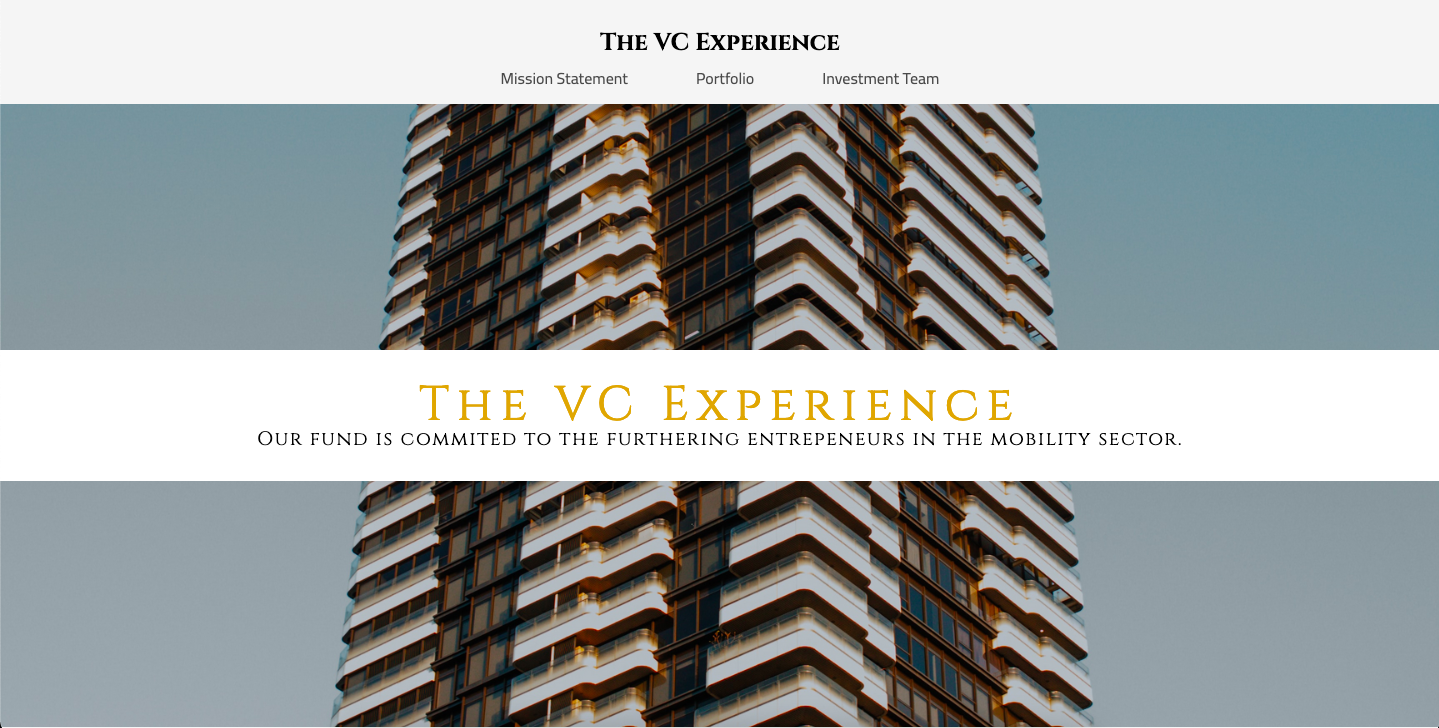 The VC Experience
Mission Statement Portfolio Investment Team
The VC Experience
Our fund is commited to the furthering entrepeneurs in the mobility sector.